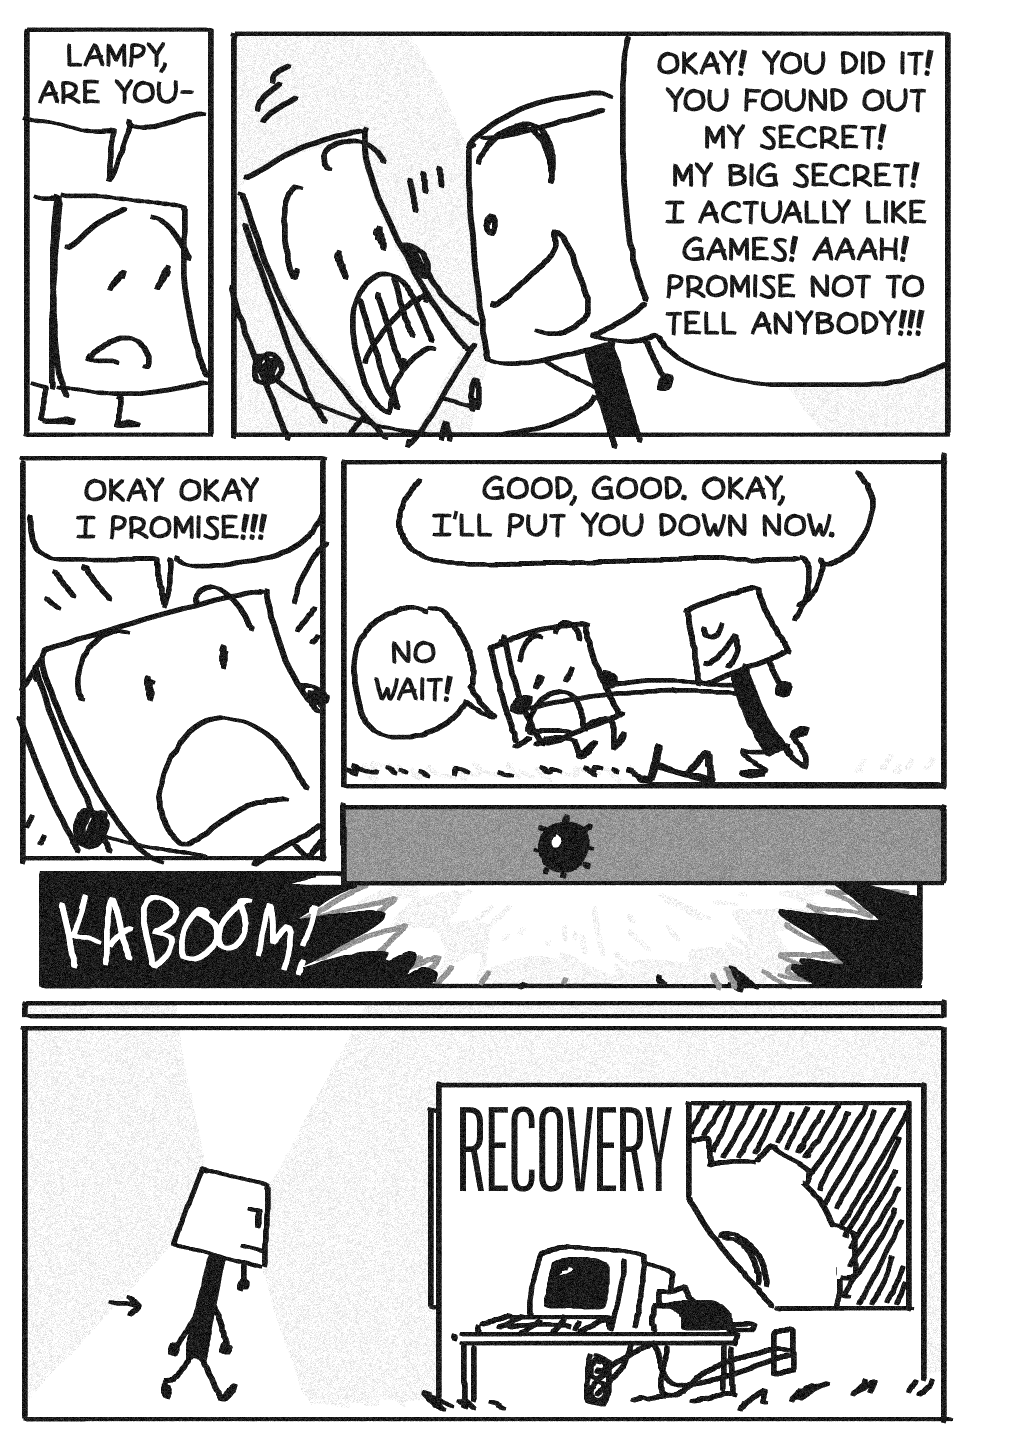 LAMPY,
ARE YOU-
OKAY! YOU DID IT!
YOU FOUND OUT
MY SECRET!
MY BIG SECRET!
I ACTUALLY LIKE
GAMES! AAAH!
PROMISE NOT TO
TELL ANYBODY!!!
OKAY OKAY
I PROMISE!!!
GOOD, GOOD. OKAY,
I'LL PUT YOU DOWN NOW.
NO
WAIT!
KABOOM!
RECOVERY